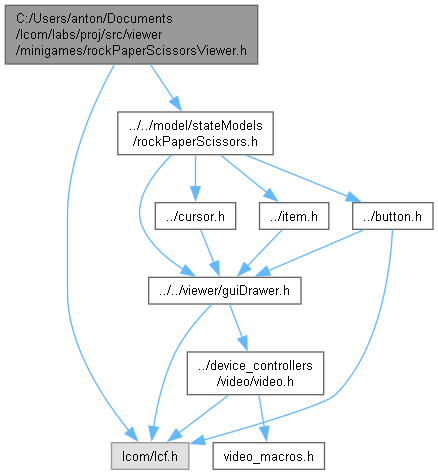 C:/Users/anton/Documents
/lcom/labs/proj/src/viewer
/minigames/rockPaperScissorsViewer.h
../../model/stateModels
/rockPaperScissors.h
../cursor.h
../item.h
../button.h
../../viewer/guiDrawer.h
../device_controllers
/video/video.h
lcom/lcf.h
video_macros.h